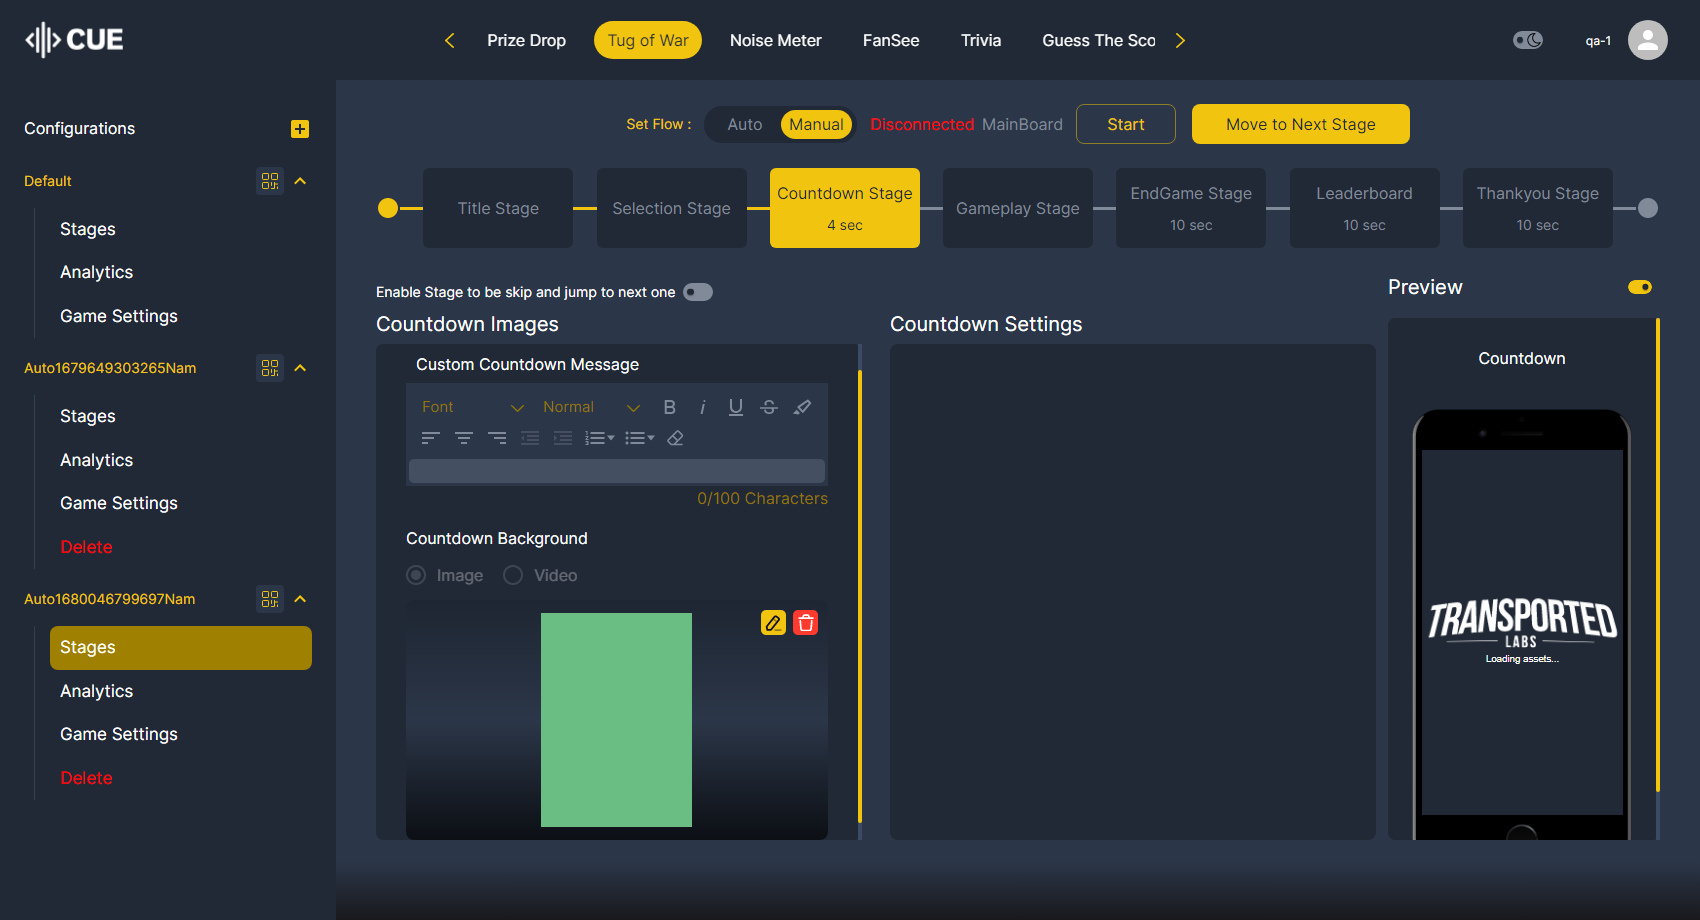 CUE
Prize Drop
Tug of War
Noise Meter
FanSee
Trivia
Guess The Sco
qa-1
Configurations
Default
Stages
Analytics
Game Settings
Auto1679649303265Nam
Stages
Analytics
Game Settings
Delete
Auto1680046799697Nam
Stages
Analytics
Game Settings
Delete
Set Flow :
Auto
Manual
Disconnected MainBoard
Start
Move to Next Stage
Title Stage
Selection Stage
Countdown Stage
4 sec
Gameplay Stage
EndGame Stage
10 sec
Leaderboard
10 sec
Thankyou Stage
10 sec
Enable Stage to be skip and jump to next one
Countdown Images
Custom Countdown Message
Font
Normal
B i U S
0/100 Characters
Countdown Background
Image
Video
Countdown Settings
Preview
Countdown
TRANSPORTED
LABS
Loading assets...